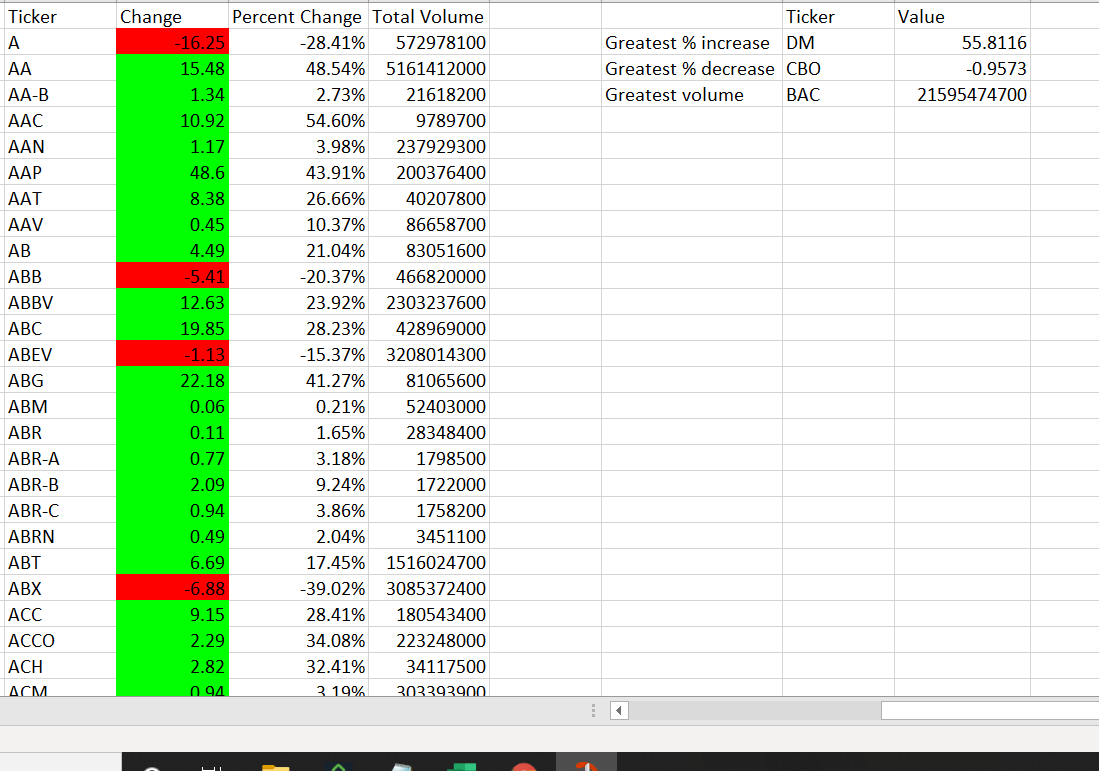 Ticker Change Percent Change Total Volume Ticker Value
A -16.25 -28.41% 572978100 Greatest % increase DM 55.8116
AA 15.48 48.54% 5161412000 Greatest % decrease CBO -0.9573
AA-B 1.34 2.73% 21618200 Greatest volume BAC 21595474700
AAC 10.92 54.60% 9789700
AAN 1.17 3.98% 237929300
AAP 48.6 43.91% 200376400
AAT 8.38 26.66% 40207800
AAV 0.45 10.37% 86658700
AB 4.49 21.04% 83051600
ABB -5.41 -20.37% 466820000
ABBV 12.63 23.92% 2303237600
ABC 19.85 28.23% 428969000
ABEV -1.13 -15.37% 3208014300
ABG 22.18 41.27% 81065600
ABM 0.06 0.21% 52403000
ABR 0.11 1.65% 28348400
ABR-A 0.77 3.18% 1798500
ABR-B 2.09 9.24% 1722000
ABR-C 0.94 3.86% 1758200
ABRN 0.49 2.04% 3451100
ABT 6.69 17.45% 1516024700
ABX -6.88 -39.02% 3085372400
ACC 9.15 28.41% 180543400
ACCO 2.29 34.08% 223248000
ACH 2.82 32.41% 34117500
ACM 0.94 3.19% 303393900